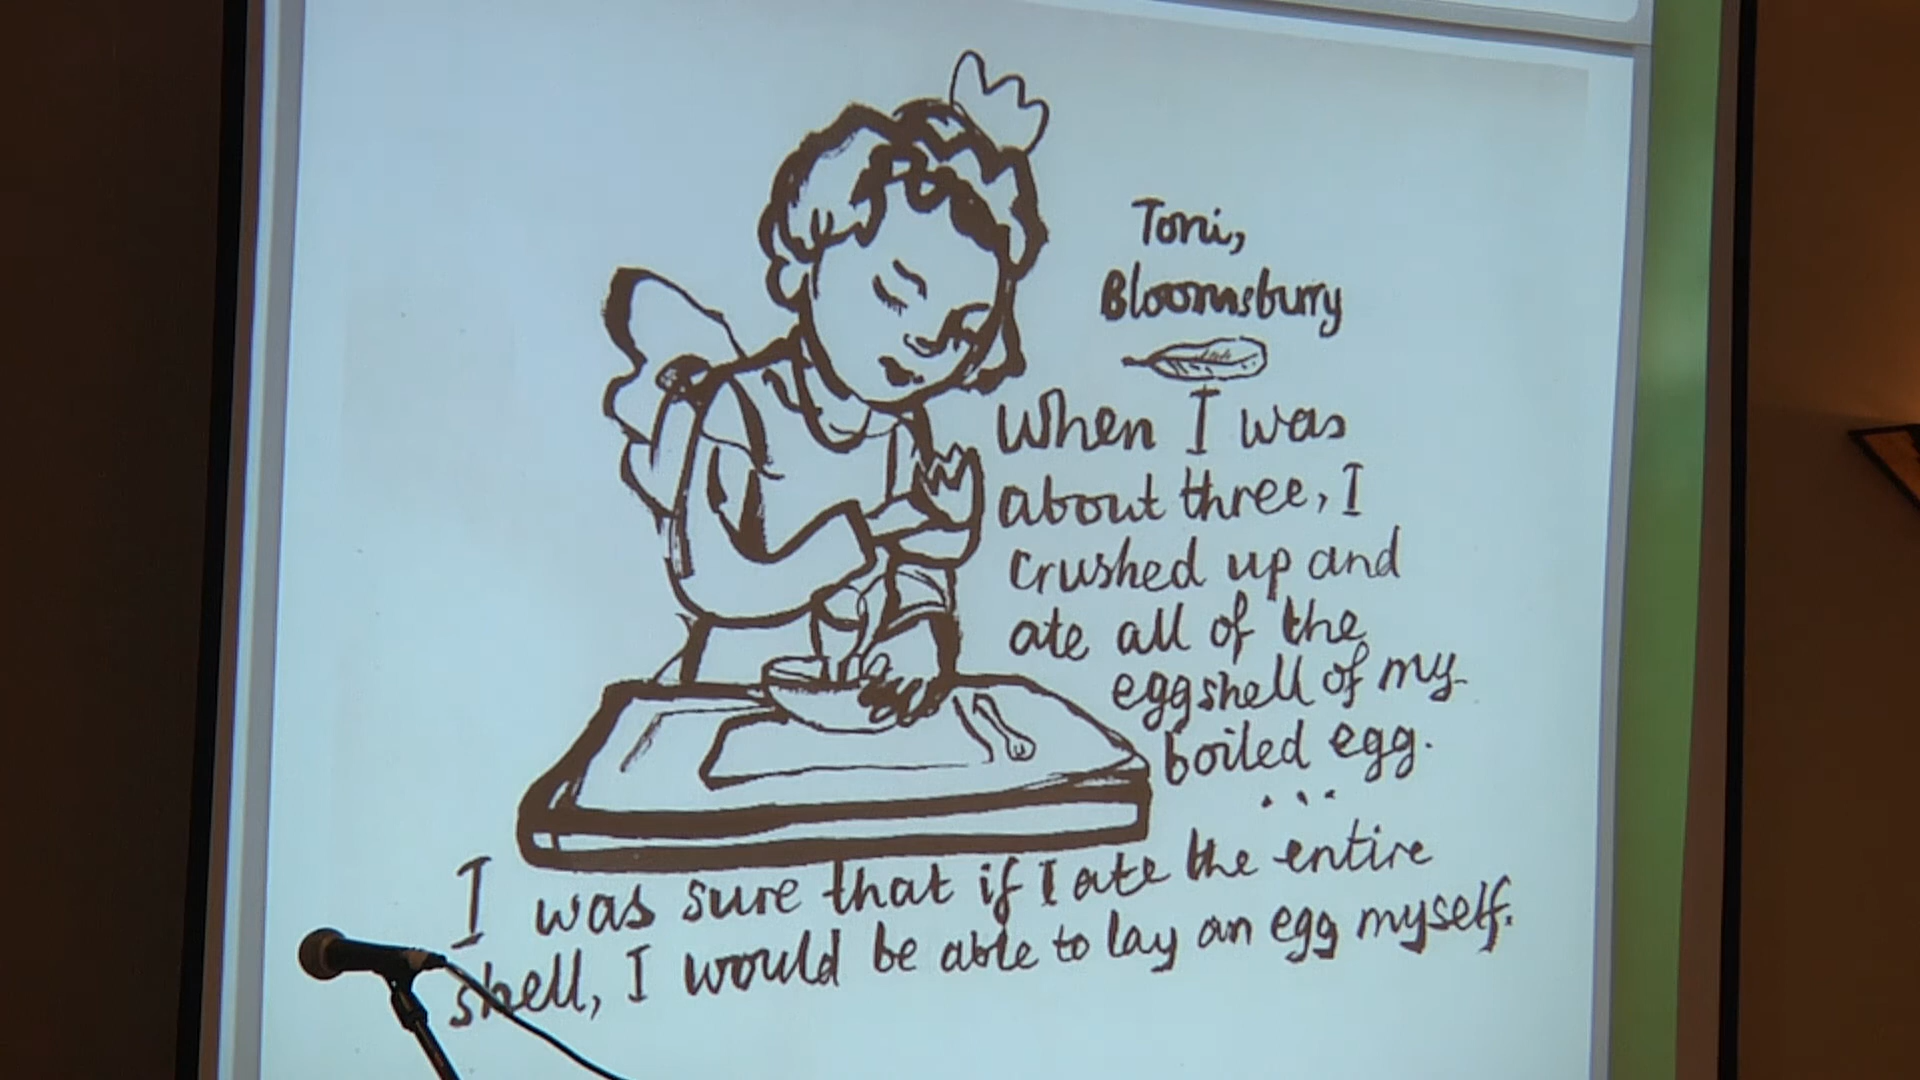 Toni,
Bloomsbury
When I was
about three, I
crushed up and
ate all of the
eggshell of my
boiled egg.
...
I was sure that if I ate the entire
shell, I would be able to lay an egg myself.